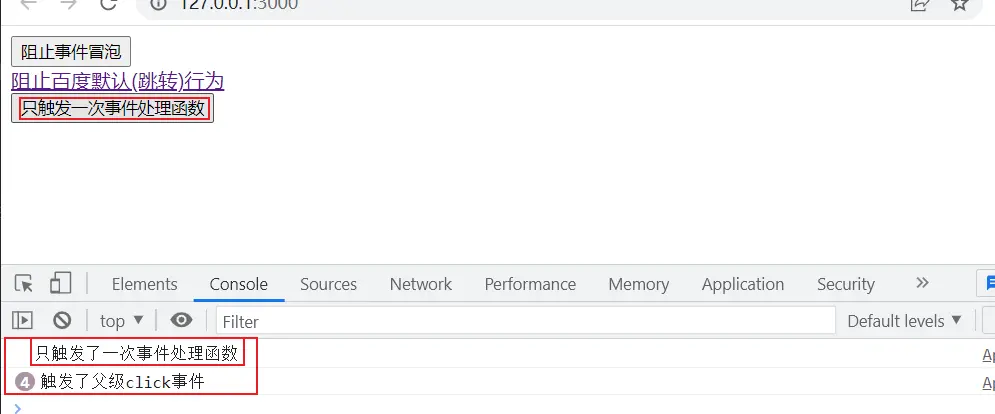 127.0.0.1:3000
阻止事件冒泡
阻止百度默认(跳转)行为
只触发一次事件处理函数
Elements Console Sources Network Performance Memory Application Security
top Filter Default levels
只触发了一次事件处理函数
4 触发了父级click事件